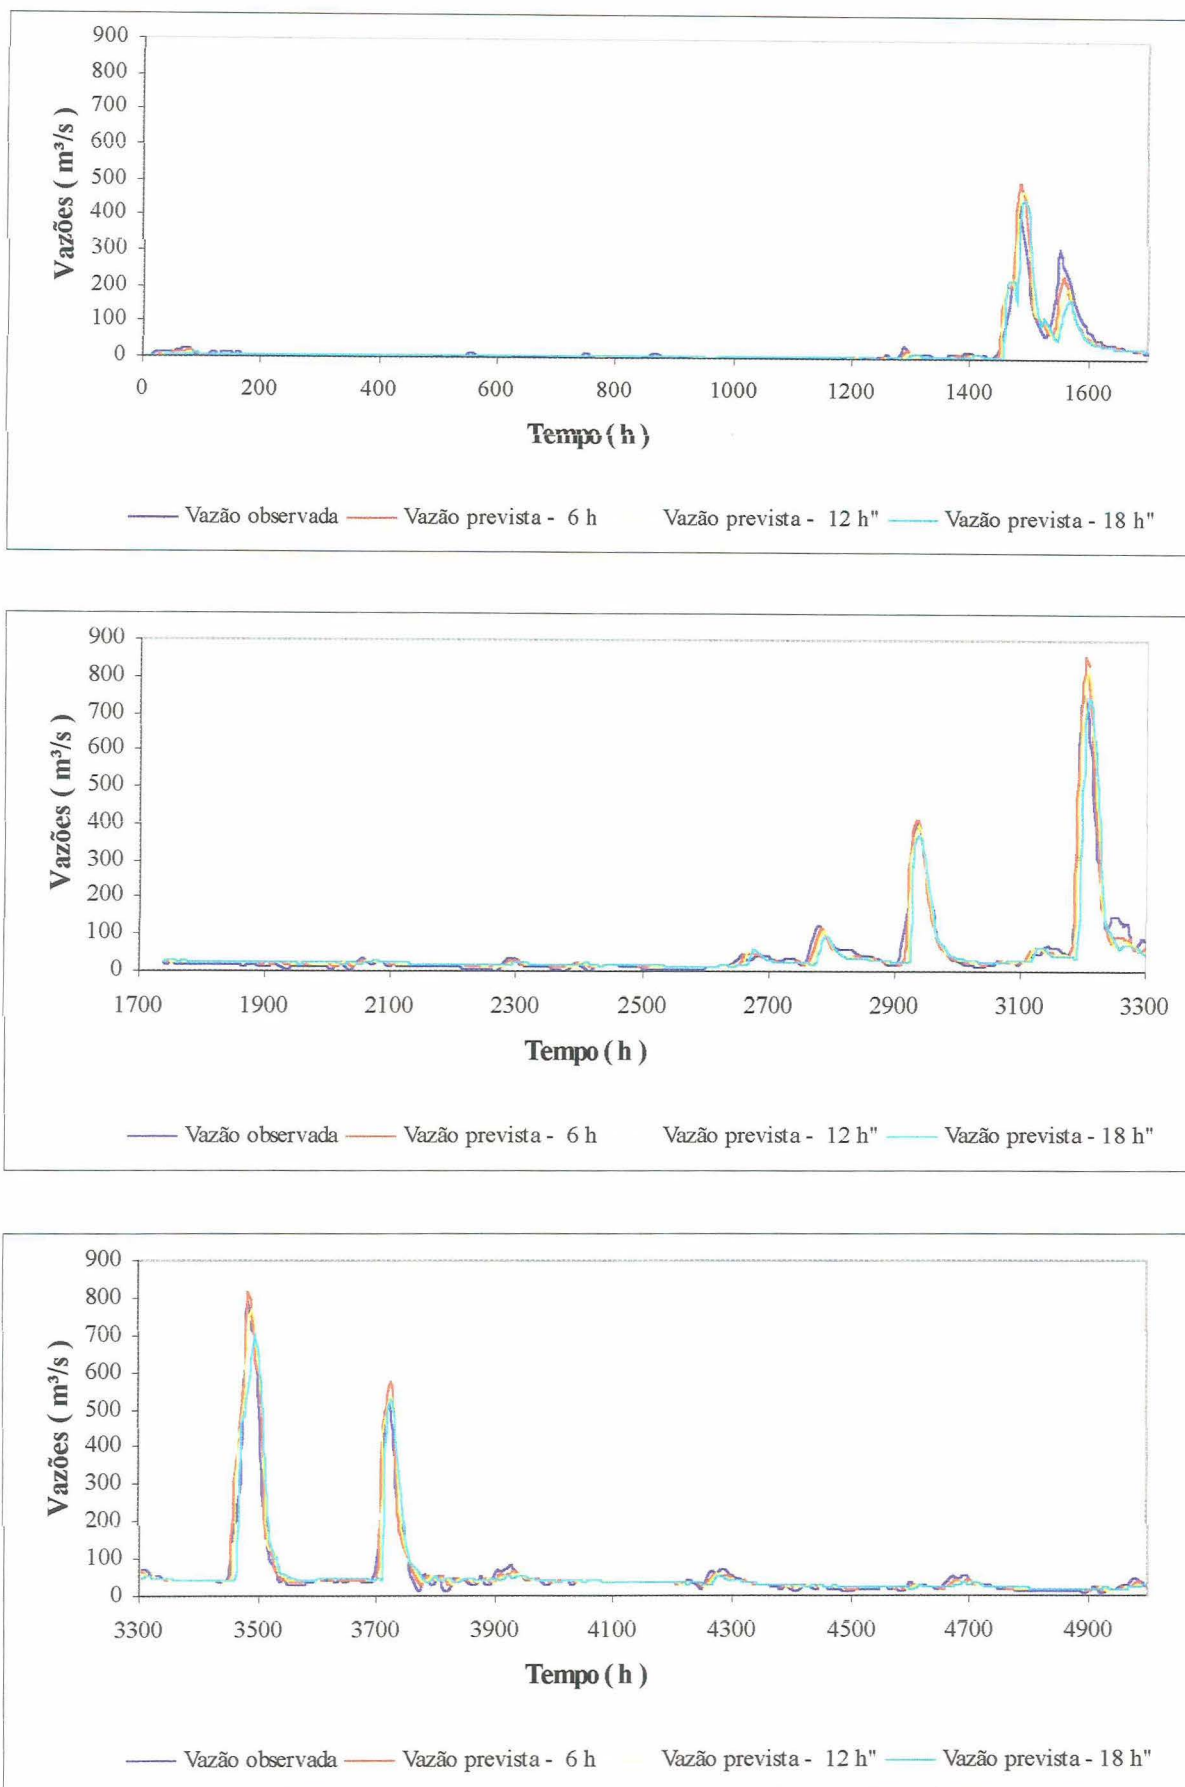 900
800
700
600
500
400
300
200
100
0
Vazões ( m³/s )
0 200 400 600 800 1000 1200 1400 1600
Tempo ( h )
Vazão observada Vazão prevista - 6 h Vazão prevista - 12 h" Vazão prevista - 18 h"
900
800
700
600
500
400
300
200
100
0
Vazões ( m³/s )
1700 1900 2100 2300 2500 2700 2900 3100 3300
Tempo ( h )
Vazão observada Vazão prevista - 6 h Vazão prevista - 12 h" Vazão prevista - 18 h"
900
800
700
600
500
400
300
200
100
0
Vazões ( m³/s )
3300 3500 3700 3900 4100 4300 4500 4700 4900
Tempo ( h )
Vazão observada Vazão prevista - 6 h Vazão prevista - 12 h" Vazão prevista - 18 h"